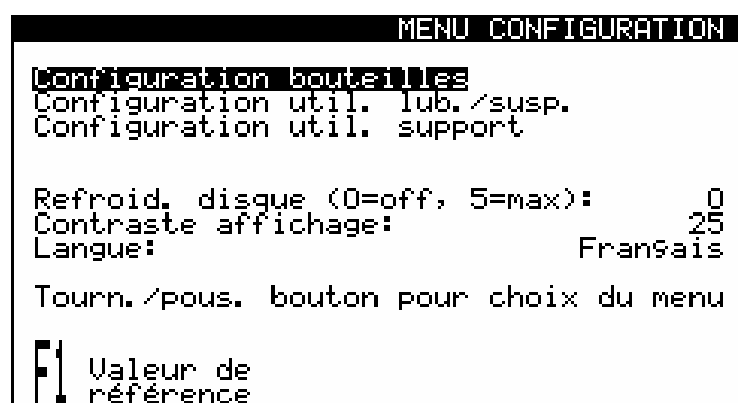 MENU CONFIGURATION
Configuration bouteilles
Configuration util. lub./susp.
Configuration util. support
Refroid. disque (0=off, 5=max): 0
Contraste affichage: 25
Langue: Français
Tourn./pous. bouton pour choix du menu
F1 Valeur de
référence